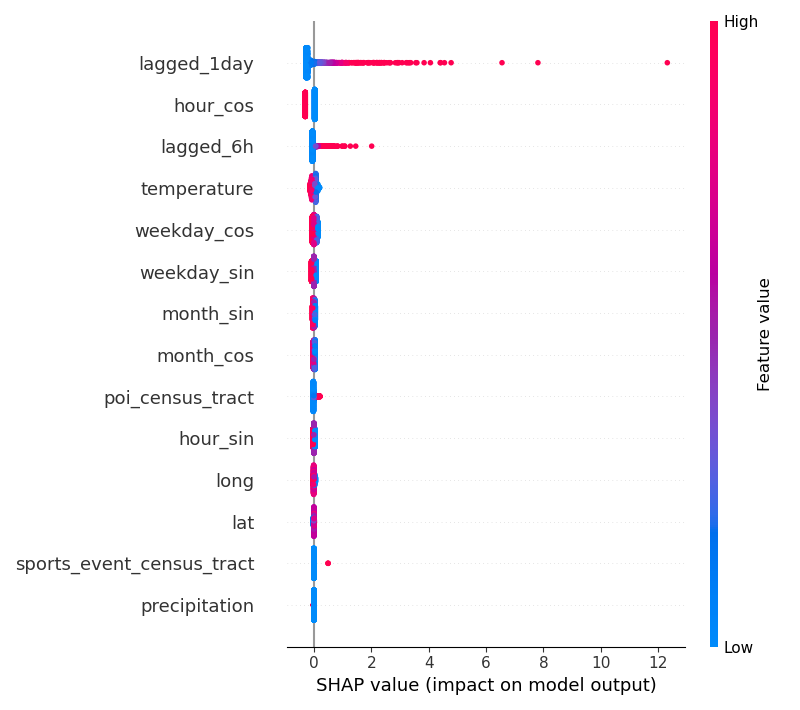 High
lagged_1day
hour_cos
lagged_6h
temperature
weekday_cos
weekday_sin
month_sin
month_cos
poi_census_tract
hour_sin
long
lat
sports_event_census_tract
precipitation
Feature value
Low
0 2 4 6 8 10 12
SHAP value (impact on model output)